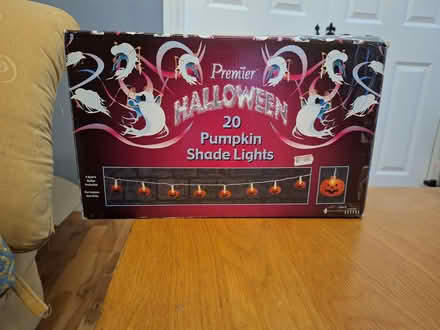 Premier
HALLOWEEN
20
Pumpkin
Shade Lights